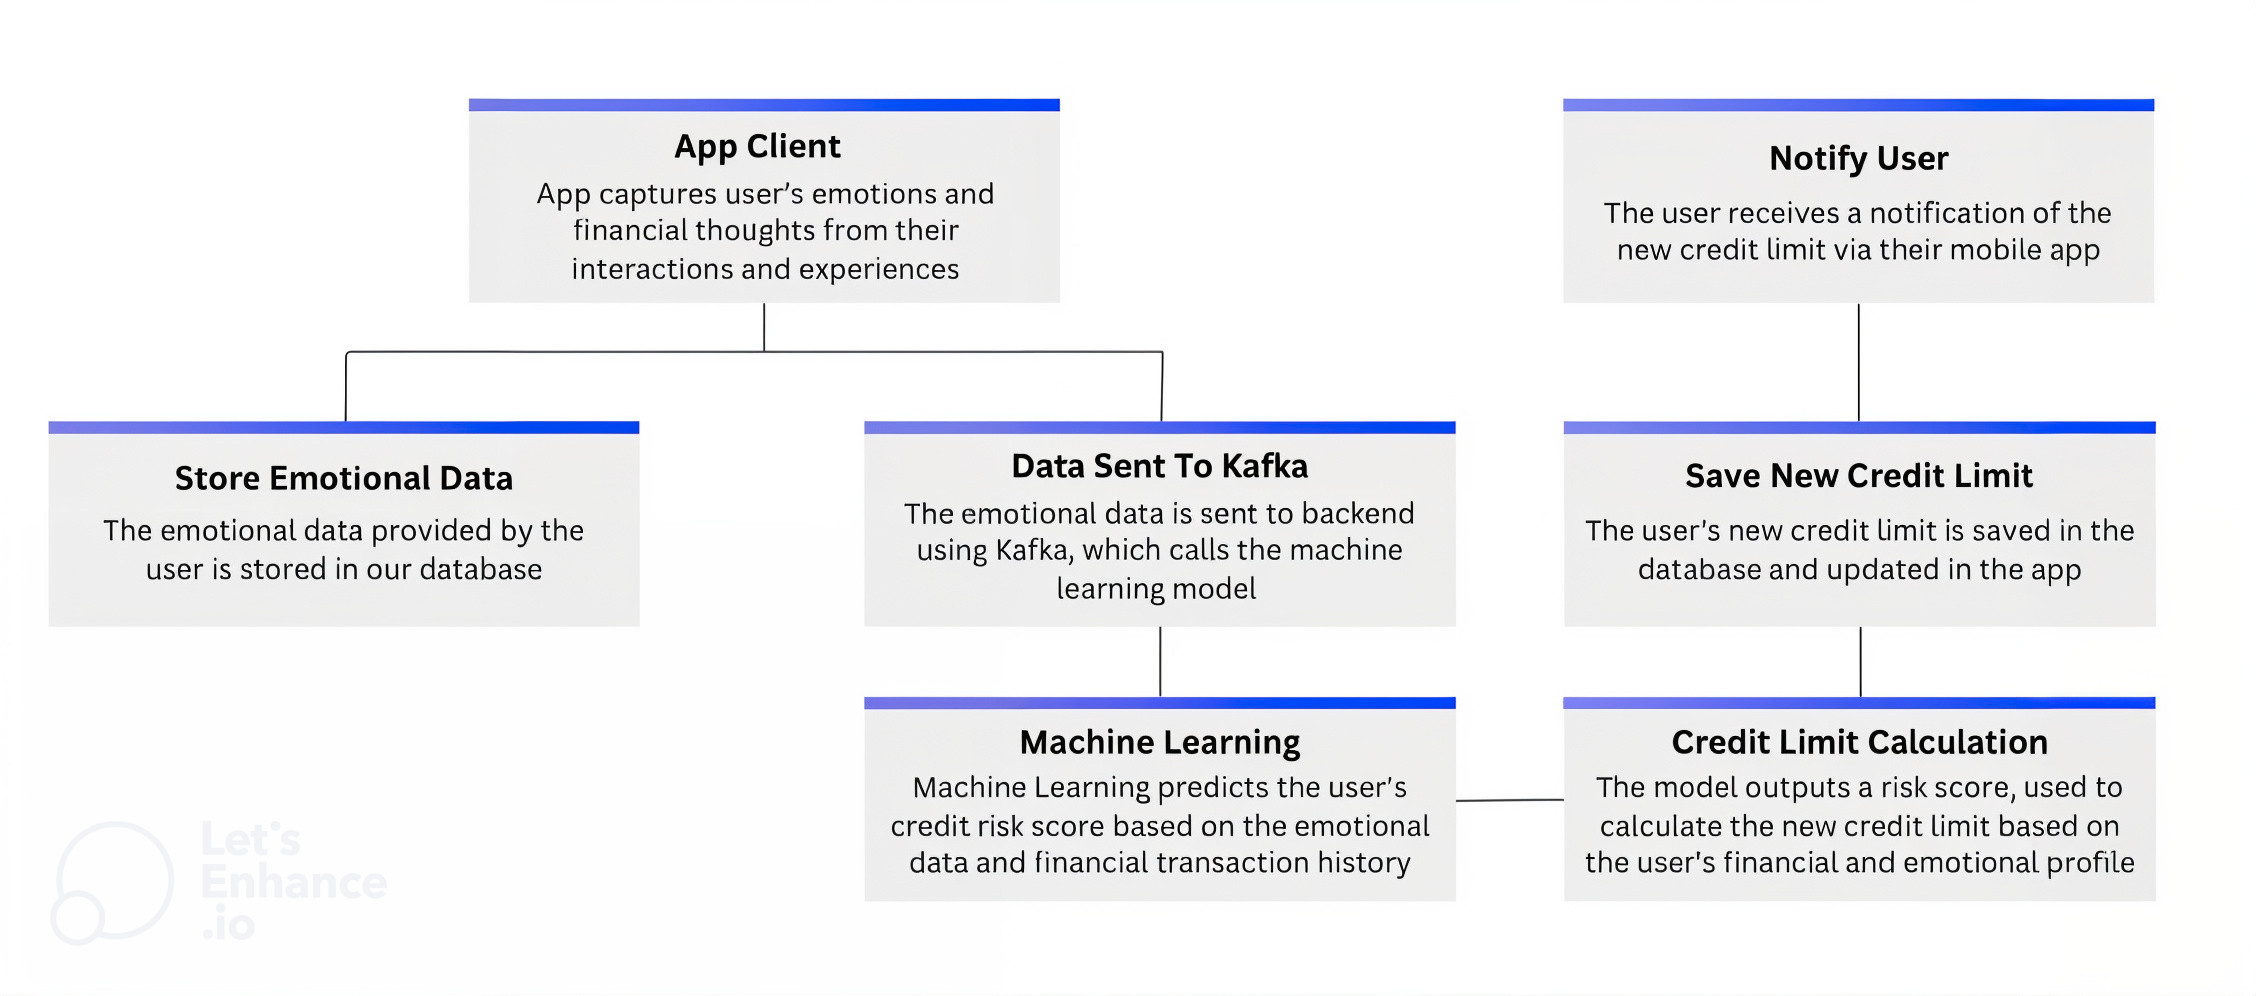 App Client
App captures user's emotions and
financial thoughts from their
interactions and experiences
Notify User
The user receives a notification of the
new credit limit via their mobile app
Store Emotional Data
The emotional data provided by the
user is stored in our database
Data Sent To Kafka
The emotional data is sent to backend
using Kafka, which calls the machine
learning model
Save New Credit Limit
The user's new credit limit is saved in the
database and updated in the app
Machine Learning
Machine Learning predicts the user's
credit risk score based on the emotional
data and financial transaction history
Credit Limit Calculation
The model outputs a risk score, used to
calculate the new credit limit based on
the user's financial and emotional profile
Let's
Enhance
.io